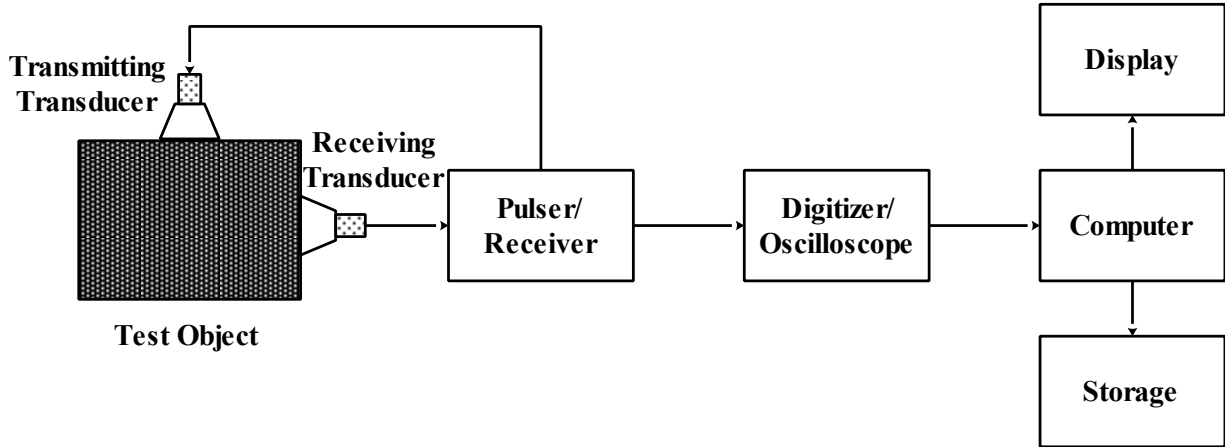 Transmitting
Transducer
Receiving
Transducer
Test Object
Pulser/
Receiver
Digitizer/
Oscilloscope
Computer
Display
Storage